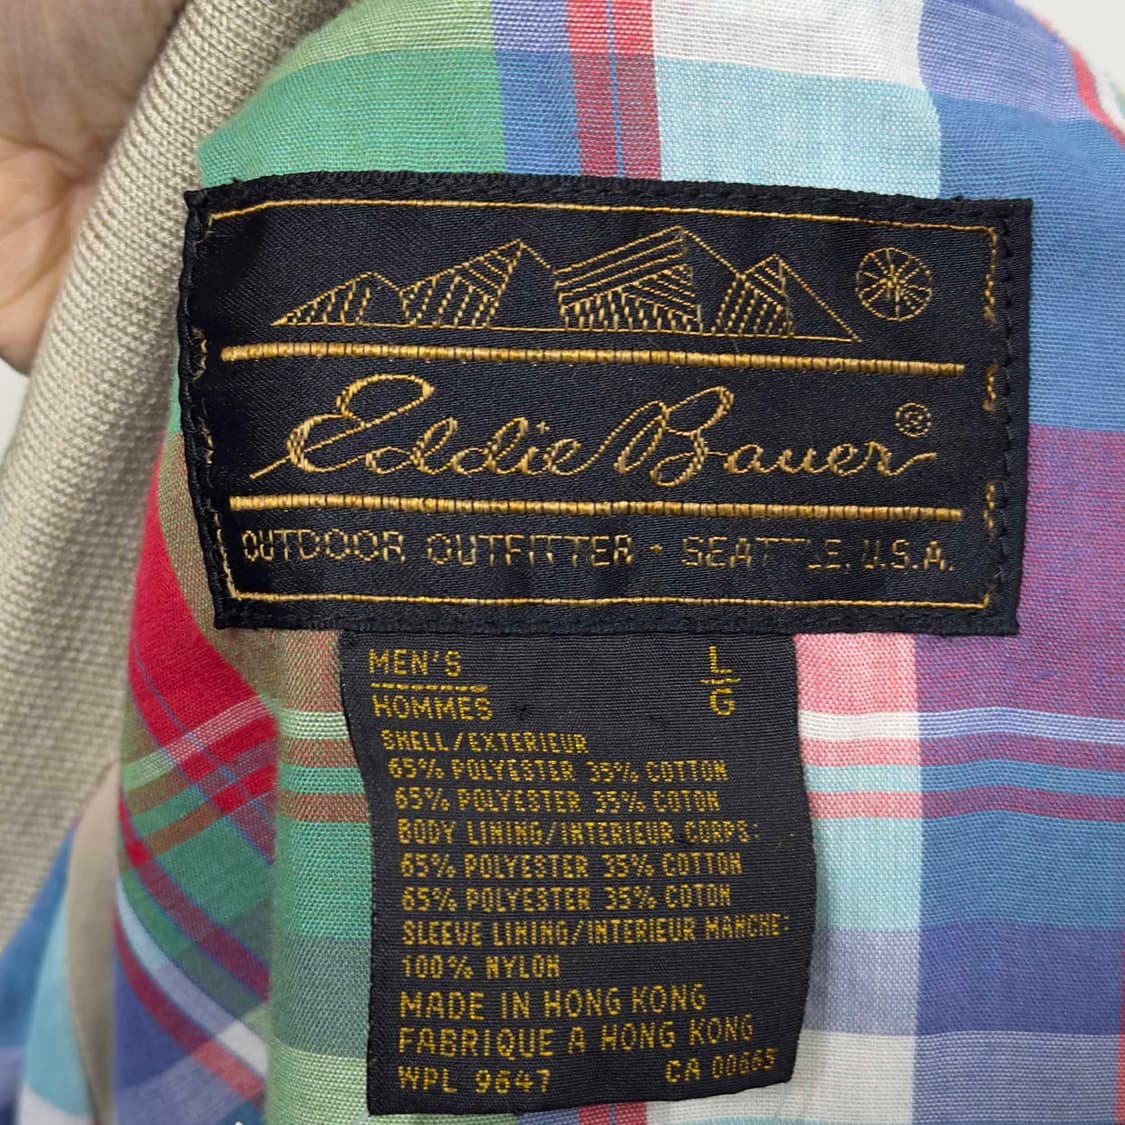 Eddie Bauer®
OUTDOOR OUTFITTER · SEATTLE, U.S.A.
MEN'S L
HOMMES G
SHELL/EXTERIEUR
65% POLYESTER 35% COTTON
65% POLYESTER 35% COTON
BODY LINING/INTERIEUR CORPS:
65% POLYESTER 35% COTTON
65% POLYESTER 35% COTON
SLEEVE LINING/INTERIEUR MANCHE:
100% NYLON
MADE IN HONG KONG
FABRIQUE A HONG KONG
WPL 9647 CA 00665